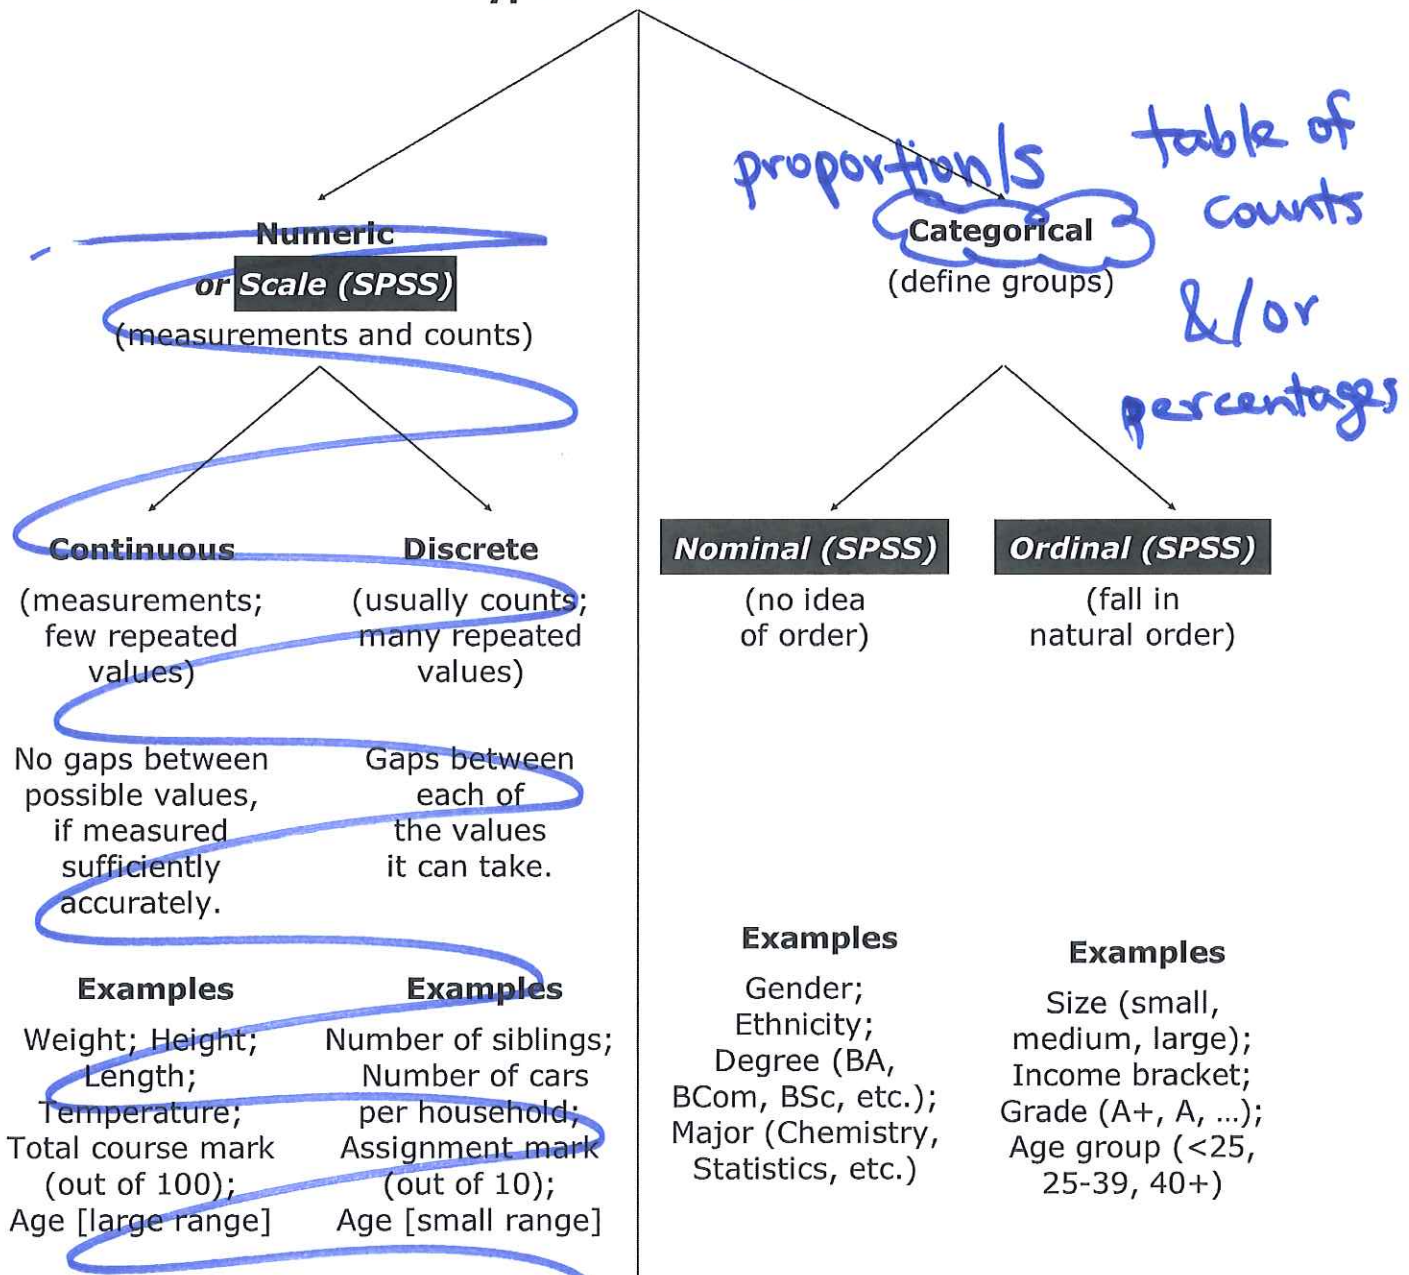 proportion/s
table of
counts
&/or
percentages
Numeric
or Scale (SPSS)
(measurements and counts)
Categorical
(define groups)
Continuous
(measurements;
few repeated
values)
No gaps between
possible values,
if measured
sufficiently
accurately.
Examples
Weight; Height;
Length;
Temperature;
Total course mark
(out of 100);
Age [large range]
Discrete
(usually counts;
many repeated
values)
Gaps between
each of
the values
it can take.
Examples
Number of siblings;
Number of cars
per household;
Assignment mark
(out of 10);
Age [small range]
Nominal (SPSS)
(no idea
of order)
Examples
Gender;
Ethnicity;
Degree (BA,
BCom, BSc, etc.);
Major (Chemistry,
Statistics, etc.)
Ordinal (SPSS)
(fall in
natural order)
Examples
Size (small,
medium, large);
Income bracket;
Grade (A+, A, ...);
Age group (<25,
25-39, 40+)